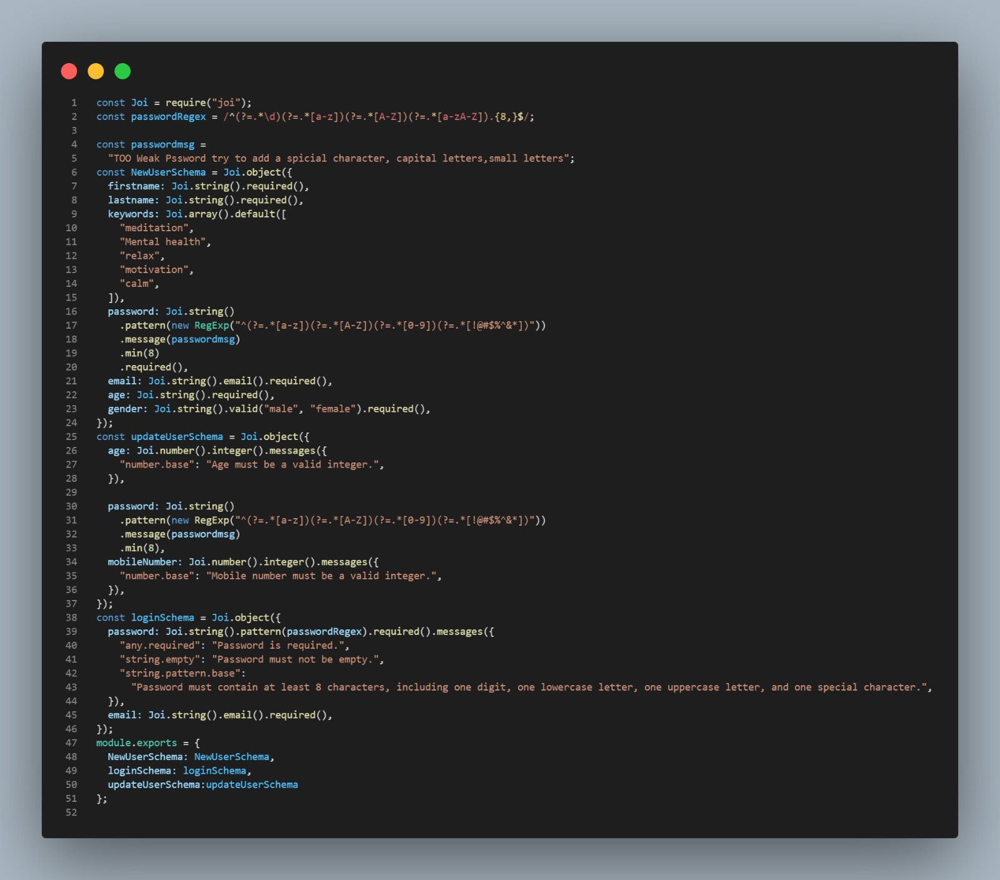 1 const Joi = require("joi");
2 const passwordRegex = /^(?=.*\d)(?=.*[a-z])(?=.*[A-Z])(?=.*[a-zA-Z]).{8,}$/;
3
4 const passwordmsg =
5   "TOO Weak Pssword try to add a spicial character, capital letters,small letters";
6 const NewUserSchema = Joi.object({
7   firstname: Joi.string().required(),
8   lastname: Joi.string().required(),
9   keywords: Joi.array().default([
10     "meditation",
11     "Mental health",
12     "relax",
13     "motivation",
14     "calm",
15   ]),
16   password: Joi.string()
17     .pattern(new RegExp("^(?=.*[a-z])(?=.*[A-Z])(?=.*[0-9])(?=.*[!@#$%^&*])"))
18     .message(passwordmsg)
19     .min(8)
20     .required(),
21   email: Joi.string().email().required(),
22   age: Joi.string().required(),
23   gender: Joi.string().valid("male", "female").required(),
24 });
25 const updateUserSchema = Joi.object({
26   age: Joi.number().integer().messages({
27     "number.base": "Age must be a valid integer.",
28   }),
29
30   password: Joi.string()
31     .pattern(new RegExp("^(?=.*[a-z])(?=.*[A-Z])(?=.*[0-9])(?=.*[!@#$%^&*])"))
32     .message(passwordmsg)
33     .min(8),
34   mobileNumber: Joi.number().integer().messages({
35     "number.base": "Mobile number must be a valid integer.",
36   }),
37 });
38 const loginSchema = Joi.object({
39   password: Joi.string().pattern(passwordRegex).required().messages({
40     "any.required": "Password is required.",
41     "string.empty": "Password must not be empty.",
42     "string.pattern.base":
43       "Password must contain at least 8 characters, including one digit, one lowercase letter, one uppercase letter, and one special character.",
44   }),
45   email: Joi.string().email().required(),
46 });
47 module.exports = {
48   NewUserSchema: NewUserSchema,
49   loginSchema: loginSchema,
50   updateUserSchema:updateUserSchema
51 };
52